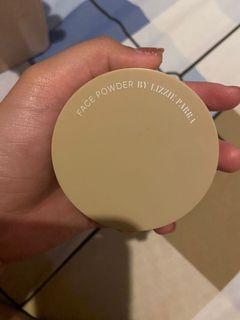 FACE POWDER BY LIZZIE PARRA